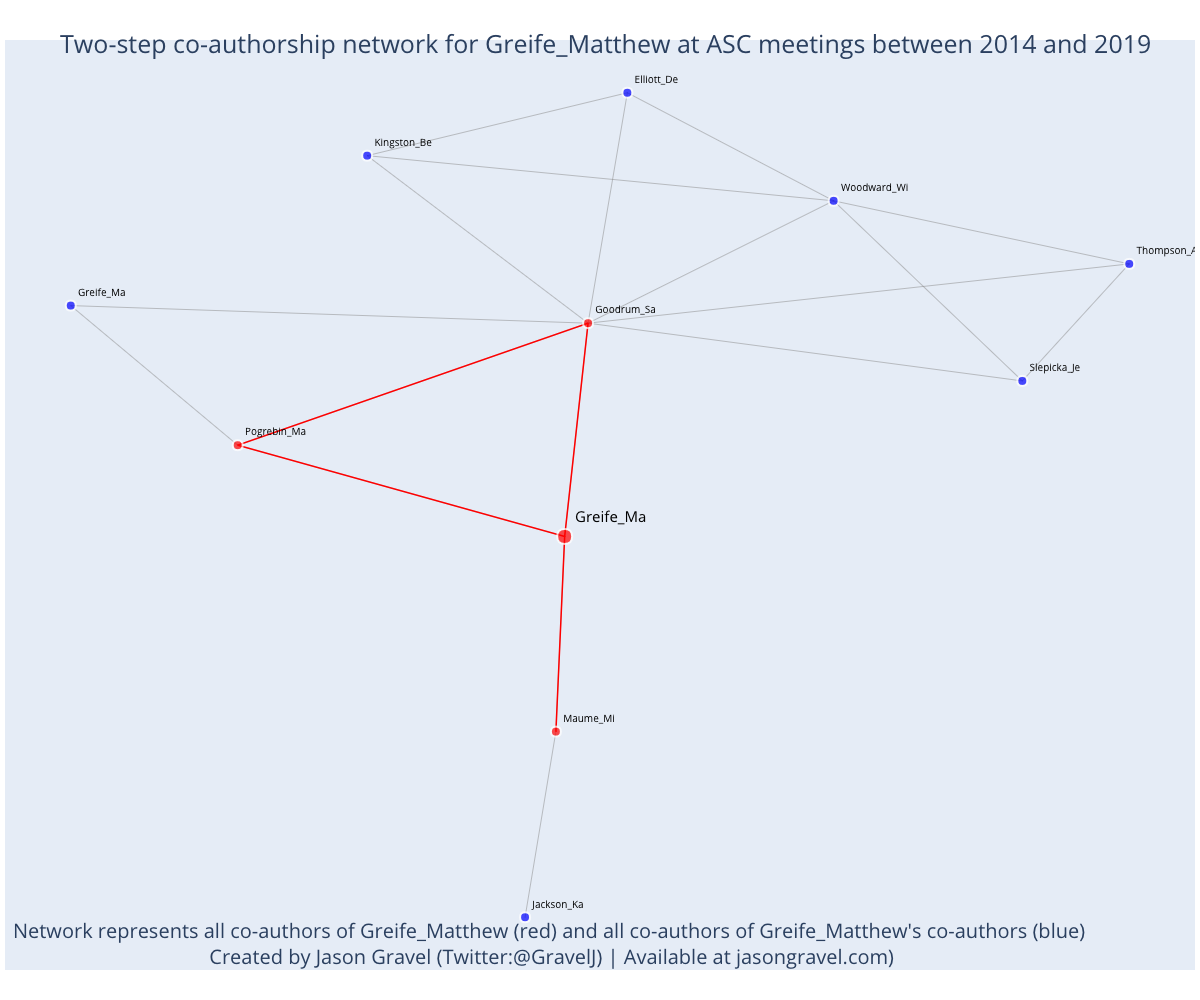 Two-step co-authorship network for Greife_Matthew at ASC meetings between 2014 and 2019
Elliott_De
Kingston_Be
Woodward_Wi
Thompson_A
Greife_Ma
Goodrum_Sa
Slepicka_Je
Pogrebin_Ma
Greife_Ma
Maume_Mi
Jackson_Ka
Network represents all co-authors of Greife_Matthew (red) and all co-authors of Greife_Matthew's co-authors (blue)
Created by Jason Gravel (Twitter:@GravelJ) | Available at jasongravel.com)